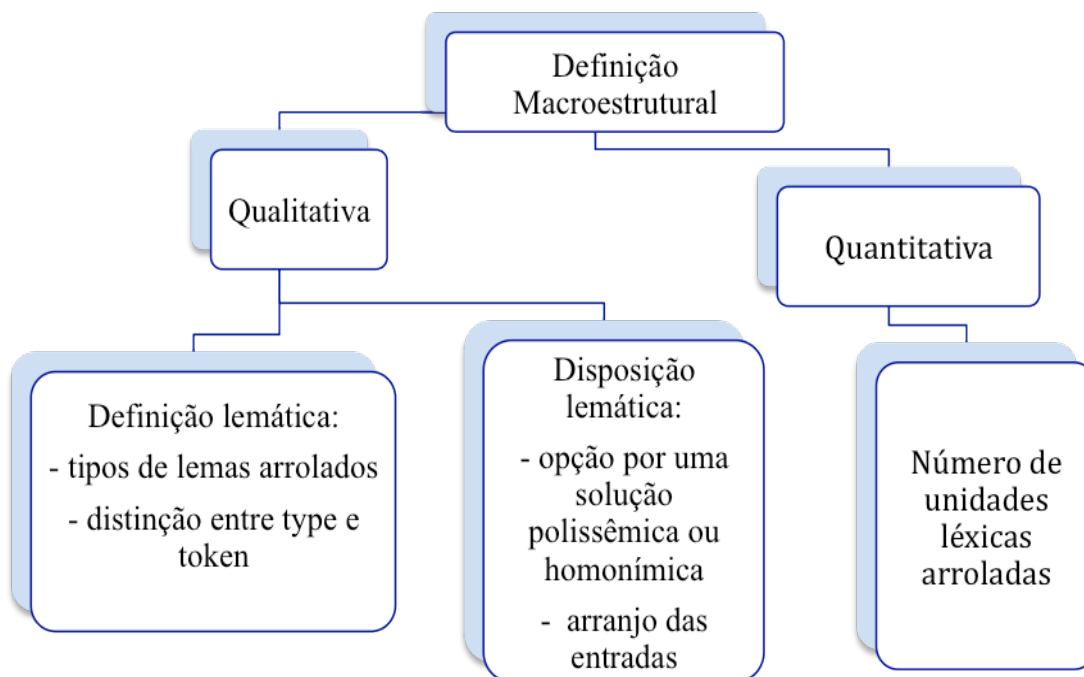 Definição
Macroestrutural
Qualitativa
Quantitativa
Definição lemática:
- tipos de lemas arrolados
- distinção entre type e
token
Disposição
lemática:
- opção por uma
solução
polissêmica ou
homonímica
- arranjo das
entradas
Número de
unidades
léxicas
arroladas